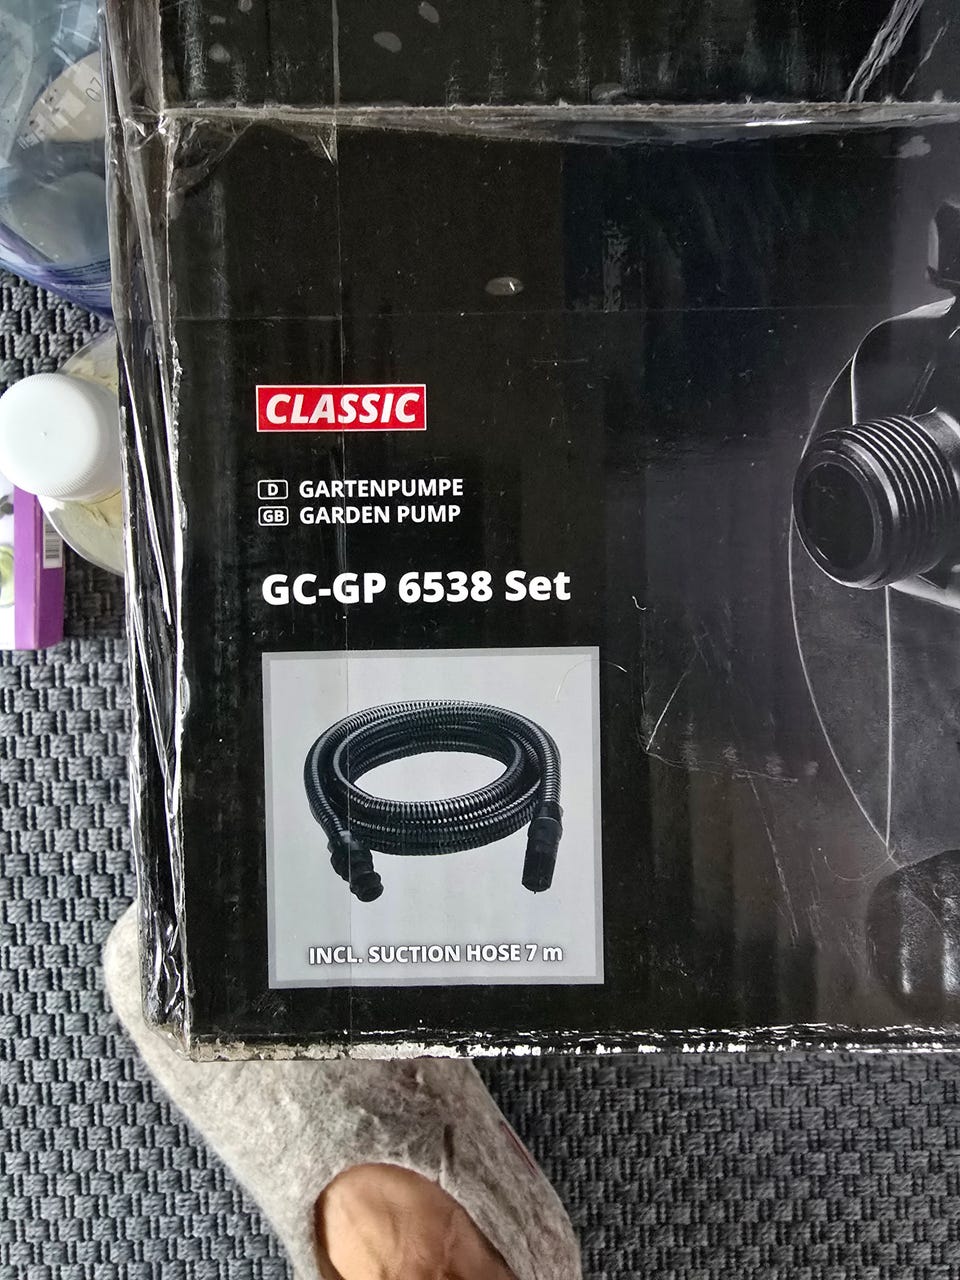 CLASSIC
D GARTENPUMPE
GB GARDEN PUMP
GC-GP 6538 Set
INCL. SUCTION HOSE 7 m